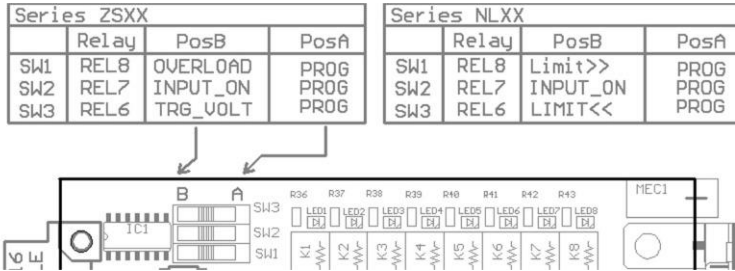 Series ZSXX
Relay PosB PosA
SW1 REL8 OVERLOAD PROG
SW2 REL7 INPUT_ON PROG
SW3 REL6 TRG_VOLT PROG
Series NLXX
Relay PosB PosA
SW1 REL8 Limit>> PROG
SW2 REL7 INPUT_ON PROG
SW3 REL6 LIMIT<< PROG
B A
R36 R37 R38 R39 R40 R41 R42 R43
MEC1
SW3
LED1 LED2 LED3 LED4 LED5 LED6 LED7 LED8
IC1
SW2
SW1
K1 K2 K3 K4 K5 K6 K7 K8